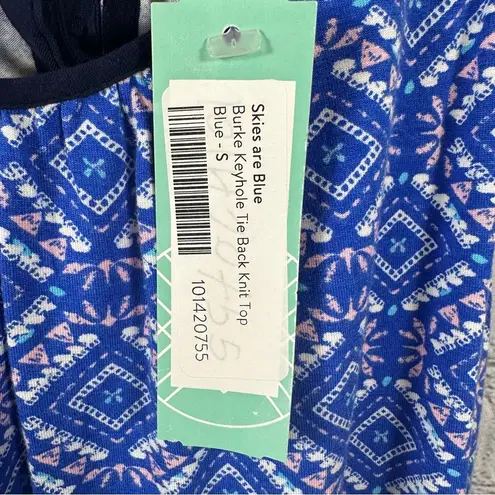 Skies are Blue
Burke Keyhole Tie Back Knit Top
Blue - S
101420755